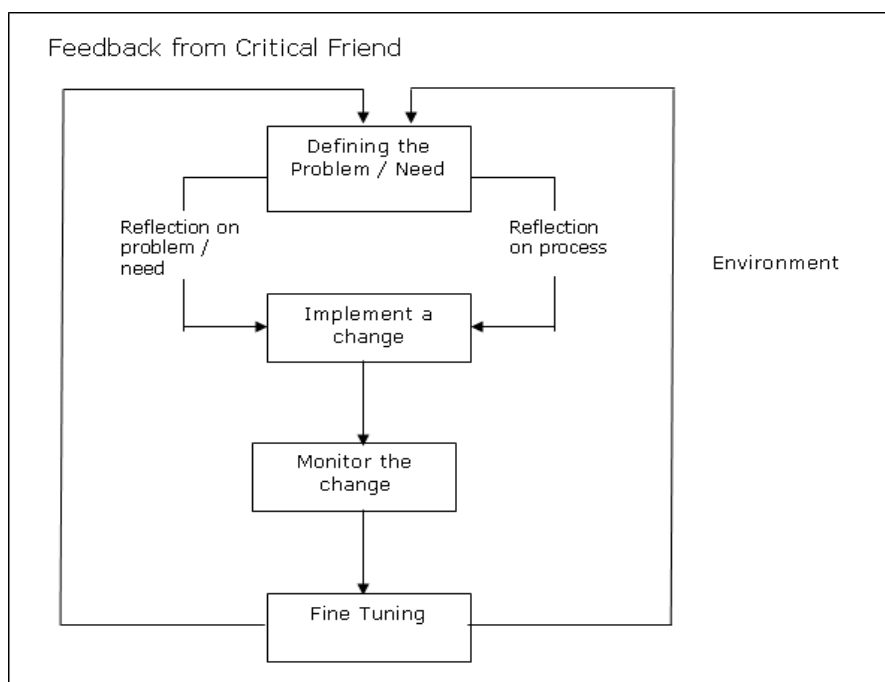 Feedback from Critical Friend
Defining the
Problem / Need
Reflection on
problem /
need
Reflection
on process
Environment
Implement a
change
Monitor the
change
Fine Tuning